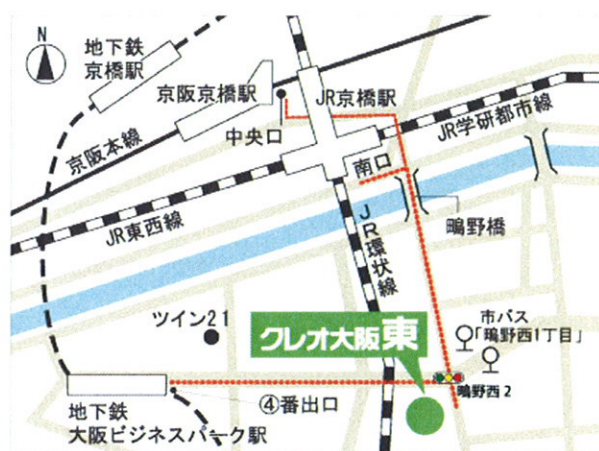 N
地下鉄
京橋駅
京阪京橋駅
JR京橋駅
中央口
京阪本線
JR学研都市線
南口
JR東西線
JR環状線
鴫野橋
ツイン21
クレオ大阪東
市バス
「鴫野西1丁目」
鴫野西2
④番出口
地下鉄
大阪ビジネスパーク駅